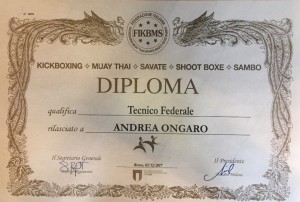 FIKBMS
KICKBOXING ✧ MUAY THAI ✧ SAVATE ✧ SHOOT BOXE ✧ SAMBO
DIPLOMA
qualifica Tecnico Federale
rilasciato a ANDREA ONGARO
Il Segretario Generale Il Presidente